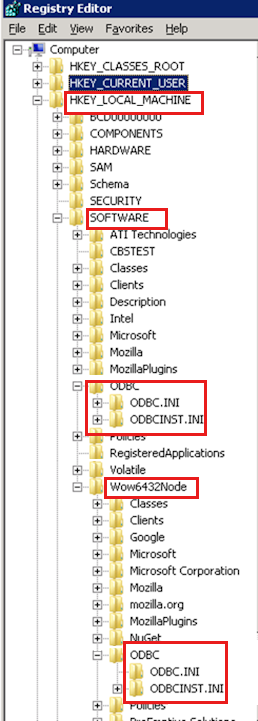 Registry Editor
File Edit View Favorites Help
Computer
HKEY_CLASSES_ROOT
HKEY_CURRENT_USER
HKEY_LOCAL_MACHINE
BCD00000000
COMPONENTS
HARDWARE
SAM
Schema
SECURITY
SOFTWARE
ATI Technologies
CBSTEST
Classes
Clients
Description
Intel
Microsoft
Mozilla
MozillaPlugins
ODBC
ODBC.INI
ODBCINST.INI
Policies
RegisteredApplications
Volatile
Wow6432Node
Classes
Clients
Google
Microsoft
Microsoft Corporation
Mozilla
mozilla.org
MozillaPlugins
NuGet
ODBC
ODBC.INI
ODBCINST.INI
Policies
PreEmptive Solutions